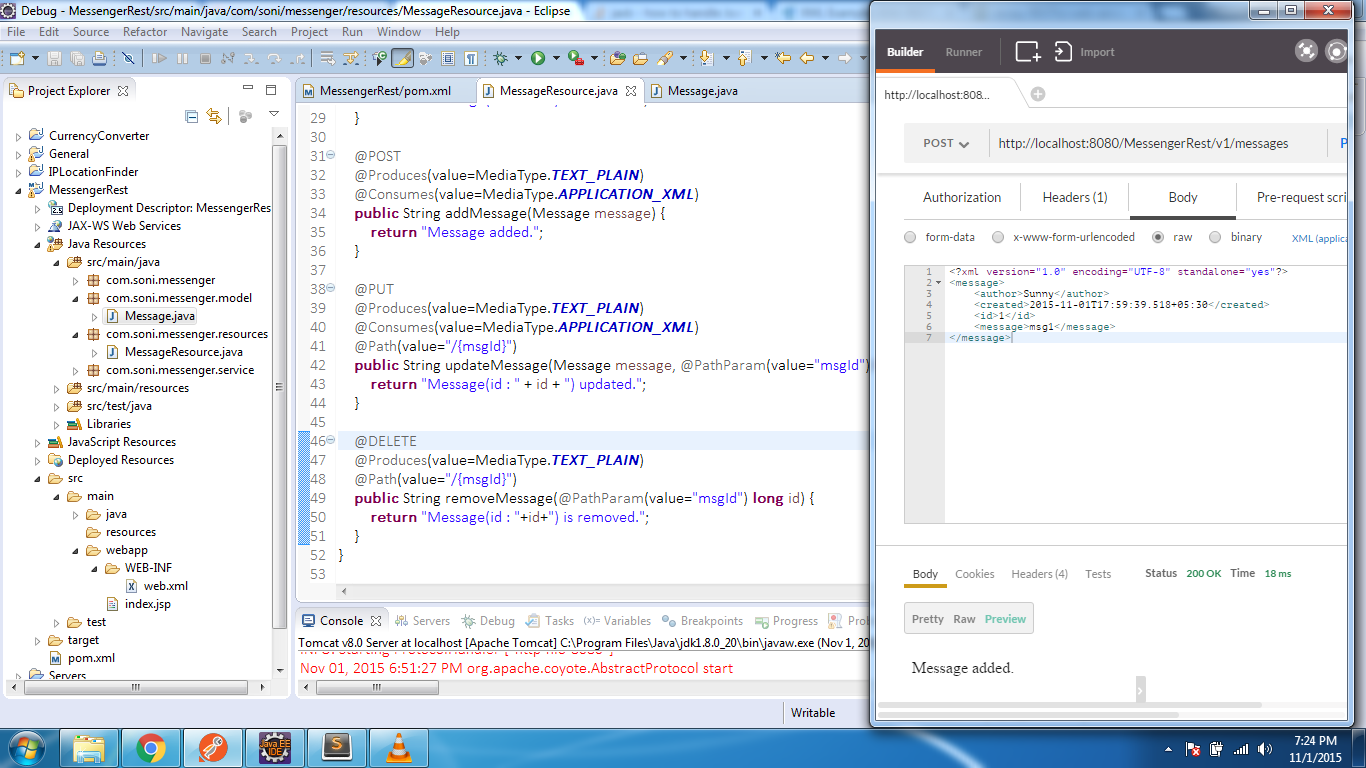 Debug - MessengerRest/src/main/java/com/soni/messenger/resources/MessageResource.java - Eclipse
File Edit Source Refactor Navigate Search Project Run Window Help
Project Explorer
CurrencyConverter
General
IPLocationFinder
MessengerRest
Deployment Descriptor: MessengerRes
JAX-WS Web Services
Java Resources
src/main/java
com.soni.messenger
com.soni.messenger.model
Message.java
com.soni.messenger.resources
MessageResource.java
com.soni.messenger.service
src/main/resources
src/test/java
Libraries
JavaScript Resources
Deployed Resources
src
main
java
resources
webapp
WEB-INF
web.xml
index.jsp
test
target
pom.xml
Servers
MessengerRest/pom.xml MessageResource.java Message.java
29 }
30
31 @POST
32 @Produces(value=MediaType.TEXT_PLAIN)
33 @Consumes(value=MediaType.APPLICATION_XML)
34 public String addMessage(Message message) {
35 return "Message added.";
36 }
37
38 @PUT
39 @Produces(value=MediaType.TEXT_PLAIN)
40 @Consumes(value=MediaType.APPLICATION_XML)
41 @Path(value="/{msgId}")
42 public String updateMessage(Message message, @PathParam(value="msgId")
43 return "Message(id : " + id + ") updated.";
44 }
45
46 @DELETE
47 @Produces(value=MediaType.TEXT_PLAIN)
48 @Path(value="/{msgId}")
49 public String removeMessage(@PathParam(value="msgId") long id) {
50 return "Message(id : "+id+") is removed.";
51 }
52 }
53
Console Servers Debug Tasks Variables Breakpoints Progress Prob
Tomcat v8.0 Server at localhost [Apache Tomcat] C:\Program Files\Java\jdk1.8.0_20\bin\javaw.exe (Nov 1, 20
Nov 01, 2015 6:51:27 PM org.apache.coyote.AbstractProtocol start
Writable
Builder Runner Import
http://localhost:808...
POST http://localhost:8080/MessengerRest/v1/messages P
Authorization Headers (1) Body Pre-request scri
form-data x-www-form-urlencoded raw binary XML (applica
1 <?xml version="1.0" encoding="UTF-8" standalone="yes"?>
2 <message>
3 <author>Sunny</author>
4 <created>2015-11-01T17:59:39.518+05:30</created>
5 <id>1</id>
6 <message>msg1</message>
7 </message>
Body Cookies Headers (4) Tests Status 200 OK Time 18 ms
Pretty Raw Preview
Message added.
Java EE
IDE
7:24 PM
11/1/2015